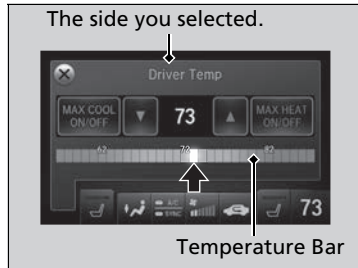 The side you selected.
Driver Temp
MAX COOL
ON/OFF
73
MAX HEAT
ON/OFF
62 72 82
A/C
SYNC
73
Temperature Bar